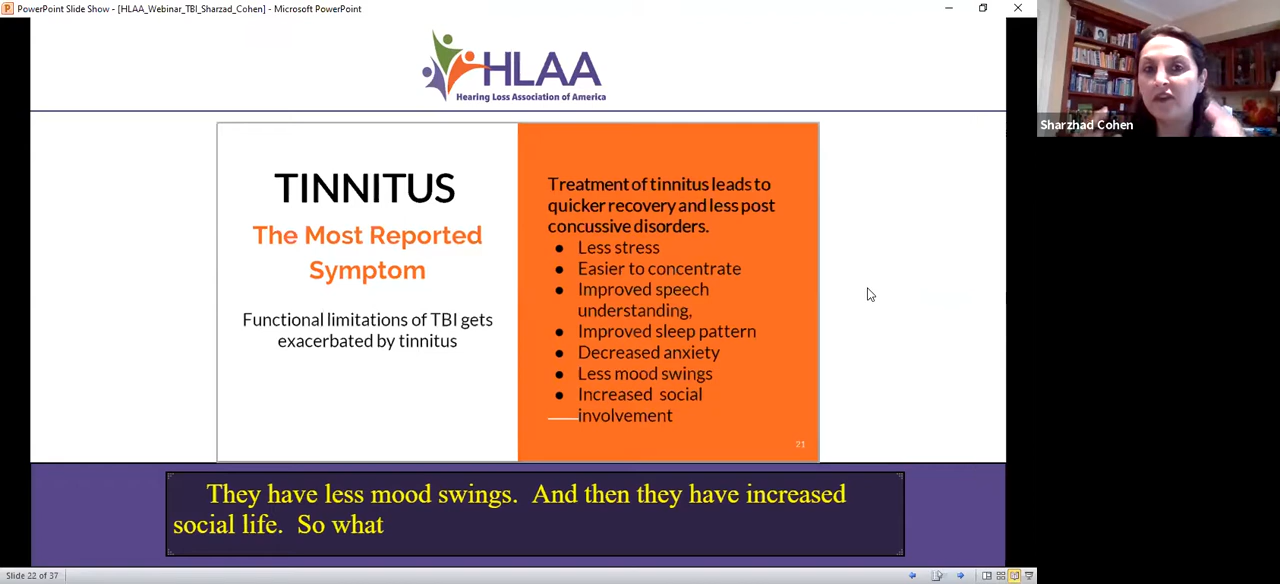 PowerPoint Slide Show - [HLAA_Webinar_TBI_Sharzad_Cohen] - Microsoft PowerPoint
HLAA
Hearing Loss Association of America
Sharzhad Cohen
TINNITUS
The Most Reported
Symptom
Functional limitations of TBI gets
exacerbated by tinnitus
Treatment of tinnitus leads to
quicker recovery and less post
concussive disorders.
● Less stress
● Easier to concentrate
● Improved speech
understanding,
● Improved sleep pattern
● Decreased anxiety
● Less mood swings
● Increased social
involvement
21
They have less mood swings. And then they have increased
social life. So what
Slide 22 of 37